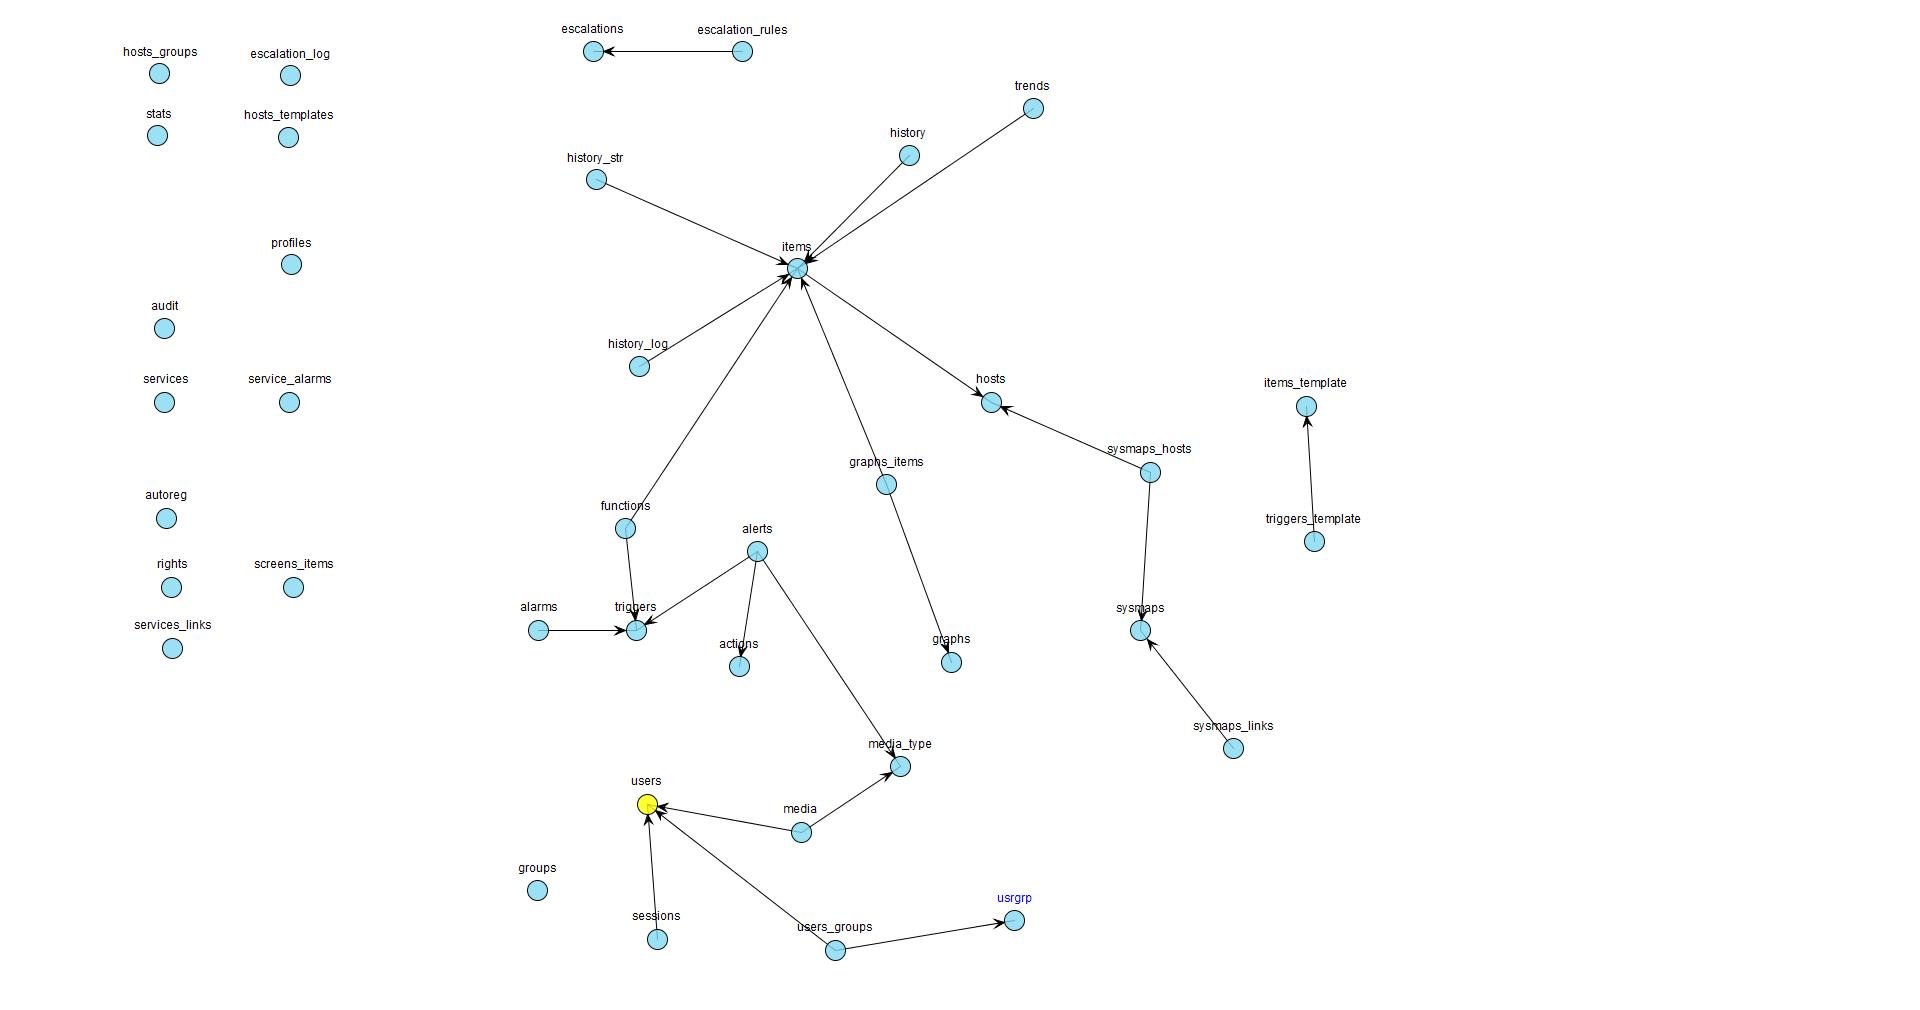 escalations
escalation_rules
hosts_groups
escalation_log
trends
stats
hosts_templates
history
history_str
profiles
items
audit
history_log
services
service_alarms
hosts
items_template
sysmaps_hosts
graphs_items
autoreg
functions
triggers_template
alerts
rights
screens_items
alarms
triggers
sysmaps
services_links
actions
graphs
sysmaps_links
media_type
users
media
groups
usrgrp
sessions
users_groups